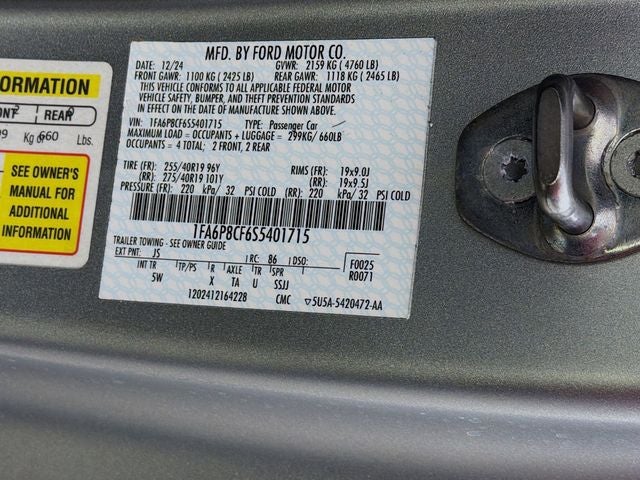 MFD. BY FORD MOTOR CO.
DATE: 12/24 GVWR: 2159 KG ( 4760 LB)
FRONT GAWR: 1100 KG ( 2425 LB) REAR GAWR: 1118 KG ( 2465 LB)
THIS VEHICLE CONFORMS TO ALL APPLICABLE FEDERAL MOTOR
VEHICLE SAFETY, BUMPER, AND THEFT PREVENTION STANDARDS
IN EFFECT ON THE DATE OF MANUFACTURE SHOWN ABOVE.
VIN: 1FA6P8CF6S5401715 TYPE: Passenger Car
MAXIMUM LOAD = OCCUPANTS + LUGGAGE = 299KG/660LB
OCCUPANTS = 4 TOTAL; 2 FRONT, 2 REAR
TIRE (FR): 255/40R19 96Y RIMS (FR): 19x9.0J
(RR): 275/40R19 101Y (RR): 19x9.5J
PRESSURE (FR): 220 kPa/ 32 PSI COLD (RR): 220 kPa/ 32 PSI COLD
1FA6P8CF6S5401715
TRAILER TOWING - SEE OWNER GUIDE
EXT PNT: JS RC: 86 DSO: F0025
INT TR TP/PS R AXLE TR SPR R0071
5W X TA U SSJJ
1202412164228 CMC 5U5A-5420472-AA
ORMATION
REAR
Kg or 660 Lbs.
SEE OWNER'S
MANUAL FOR
ADDITIONAL
INFORMATION